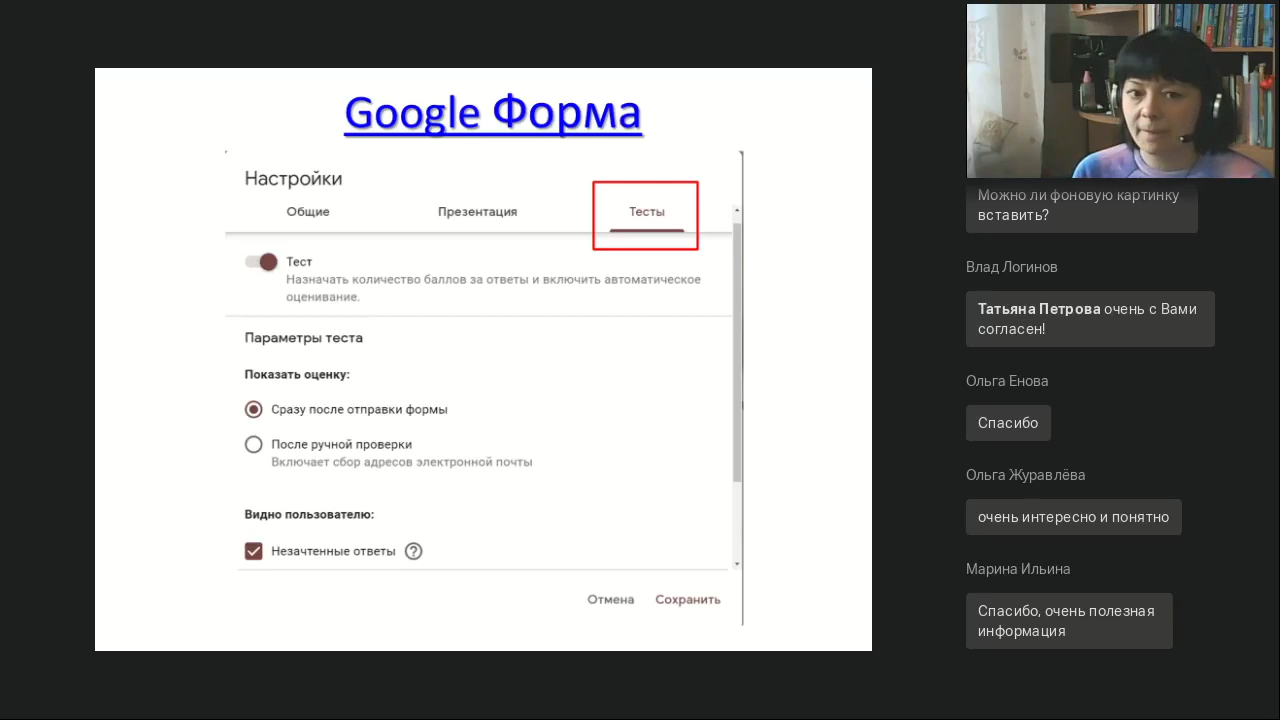 Google Форма
Настройки
Общие
Презентация
Тесты
Тест
Назначать количество баллов за ответы и включить автоматическое
оценивание.
Параметры теста
Показать оценку:
Сразу после отправки формы
После ручной проверки
Включает сбор адресов электронной почты
Видно пользователю:
Незачтенные ответы
Отмена
Сохранить
Можно ли фоновую картинку
вставить?
Влад Логинов
Татьяна Петрова очень с Вами
согласен!
Ольга Енова
Спасибо
Ольга Журавлёва
очень интересно и понятно
Марина Ильина
Спасибо, очень полезная
информация